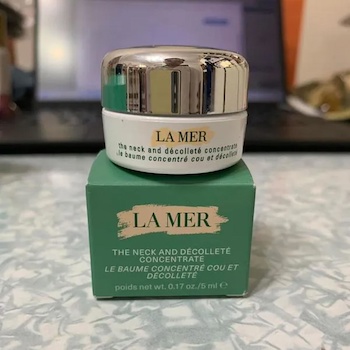 LA MER
the neck and décolleté concentrate
le baume concentré cou et décolleté
LA MER
THE NECK AND DÉCOLLETÉ
CONCENTRATE
LE BAUME CONCENTRÉ COU ET
DÉCOLLETÉ
poids net wt. 0.17 oz./5 ml ℮